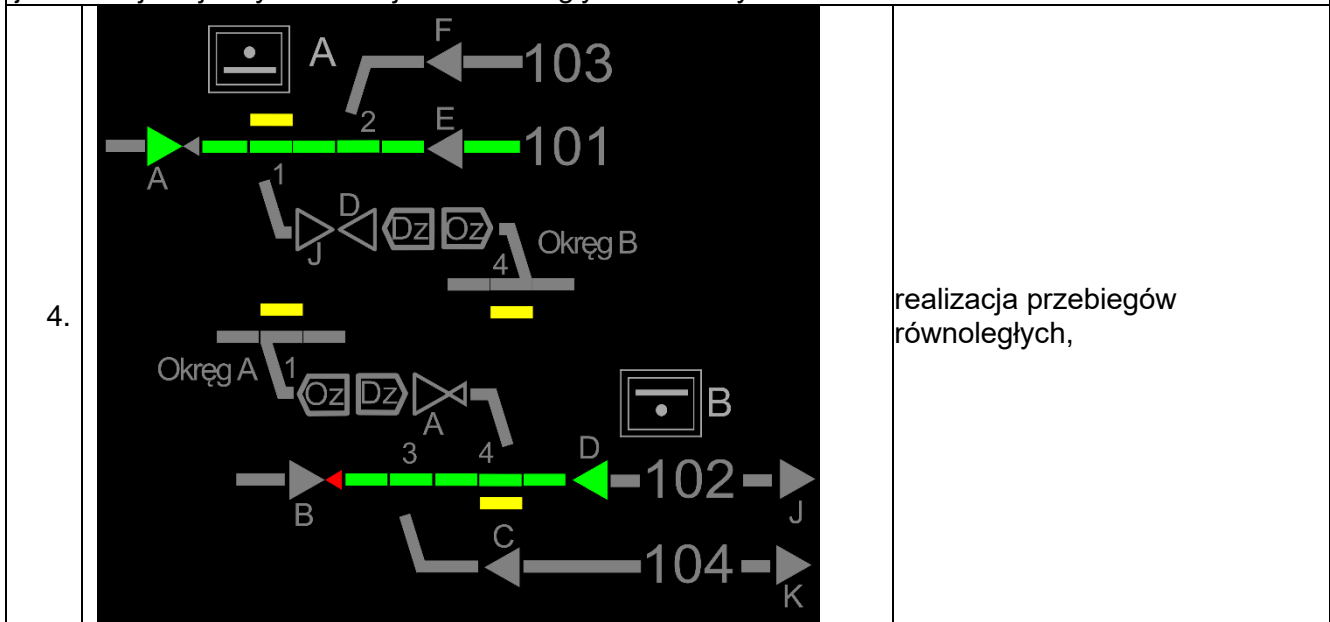 4.
A
F
103
2
E
101
A
1
D
Dz Oz
J
Okręg B
4
Okręg A
1
Oz Dz
A
B
3
4
D
102
B
J
C
104
K
realizacja przebiegów
równoległych,